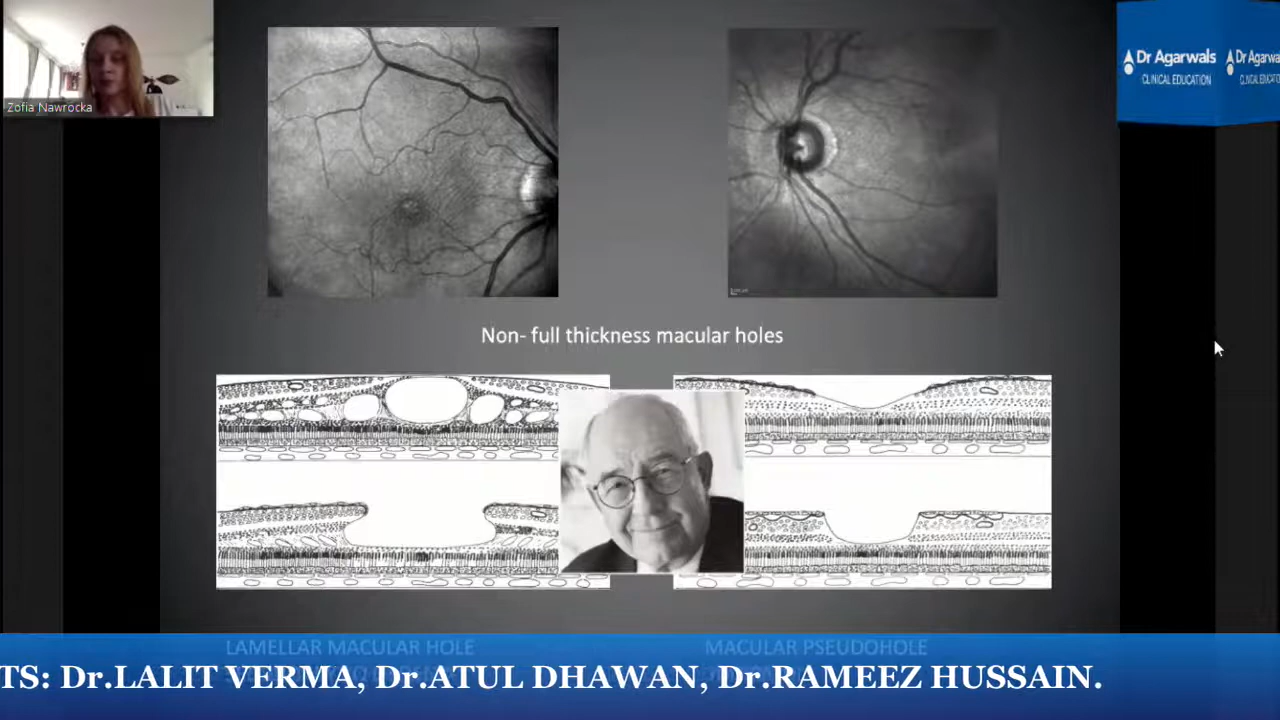 Zofia Nawrocka
Dr Agarwals
CLINICAL EDUCATION
Dr Agarwa
Non- full thickness macular holes
LAMELLAR MACULAR HOLE
MACULAR PSEUDOHOLE
TS: Dr.LALIT VERMA, Dr.ATUL DHAWAN, Dr.RAMEEZ HUSSAIN.